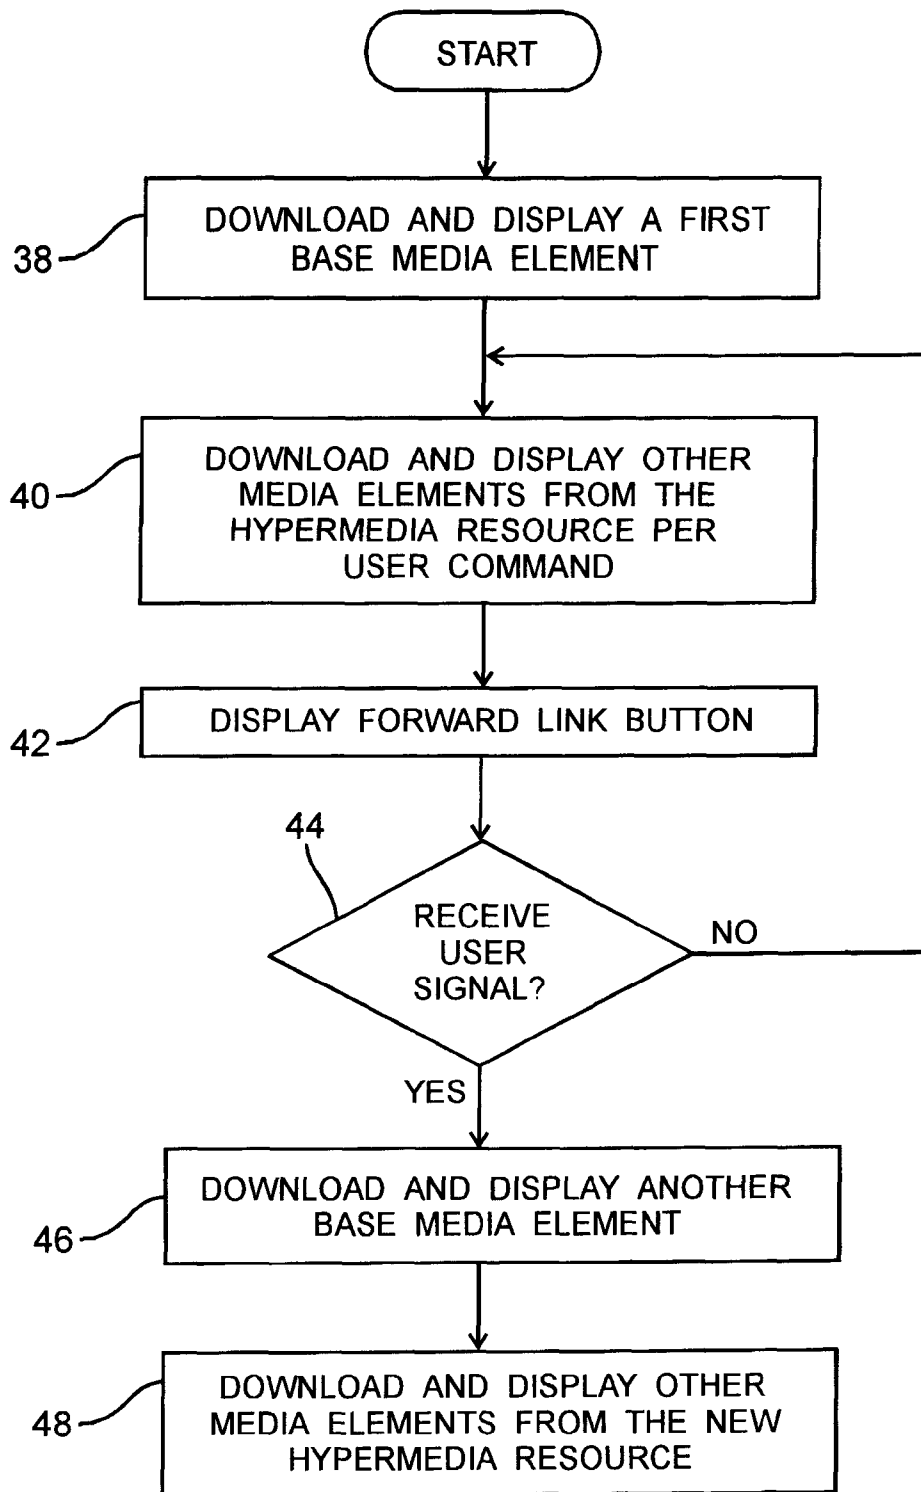 START
38
DOWNLOAD AND DISPLAY A FIRST
BASE MEDIA ELEMENT
40
DOWNLOAD AND DISPLAY OTHER
MEDIA ELEMENTS FROM THE
HYPERMEDIA RESOURCE PER
USER COMMAND
42
DISPLAY FORWARD LINK BUTTON
44
RECEIVE
USER
SIGNAL?
NO
YES
46
DOWNLOAD AND DISPLAY ANOTHER
BASE MEDIA ELEMENT
48
DOWNLOAD AND DISPLAY OTHER
MEDIA ELEMENTS FROM THE NEW
HYPERMEDIA RESOURCE